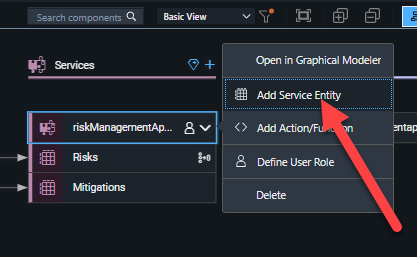 Search components
Basic View
Services
Open in Graphical Modeler
Add Service Entity
riskManagementAp...
Add Action/Function
entap
Risks
Define User Role
Mitigations
Delete